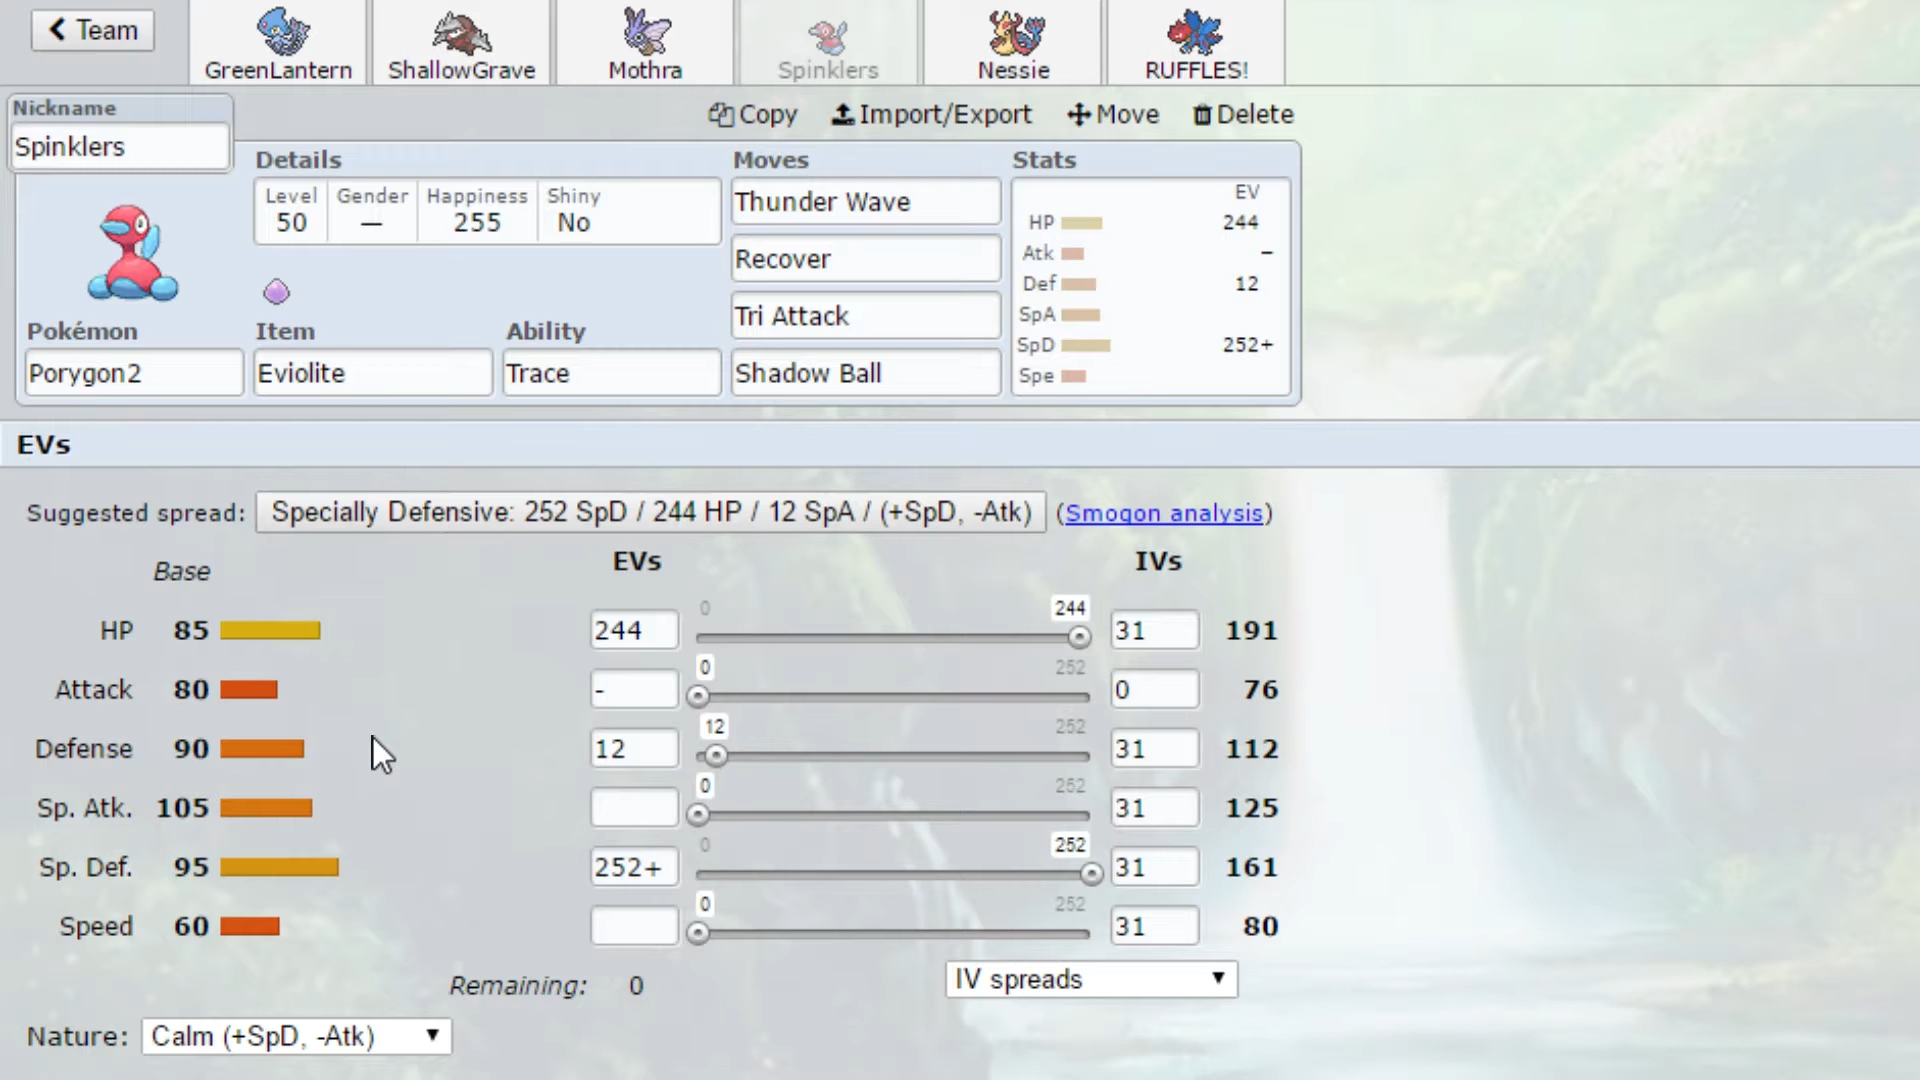 Team
GreenLantern
ShallowGrave
Mothra
Spinklers
Nessie
RUFFLES!
Copy
Import/Export
Move
Delete
Nickname
Spinklers
Details
Level Gender Happiness Shiny
50 — 255 No
Moves
Thunder Wave
Recover
Tri Attack
Shadow Ball
Stats
EV
HP 244
Atk –
Def 12
SpA
SpD 252+
Spe
Pokémon
Porygon2
Item
Eviolite
Ability
Trace
EVs
Suggested spread: Specially Defensive: 252 SpD / 244 HP / 12 SpA / (+SpD, -Atk) (Smogon analysis)
Base EVs IVs
0 244
HP 85 244 31 191
0 252
Attack 80 - 0 76
12 252
Defense 90 12 31 112
0 252
Sp. Atk. 105 31 125
0 252
Sp. Def. 95 252+ 31 161
0 252
Speed 60 31 80
Remaining: 0 IV spreads
Nature: Calm (+SpD, -Atk)